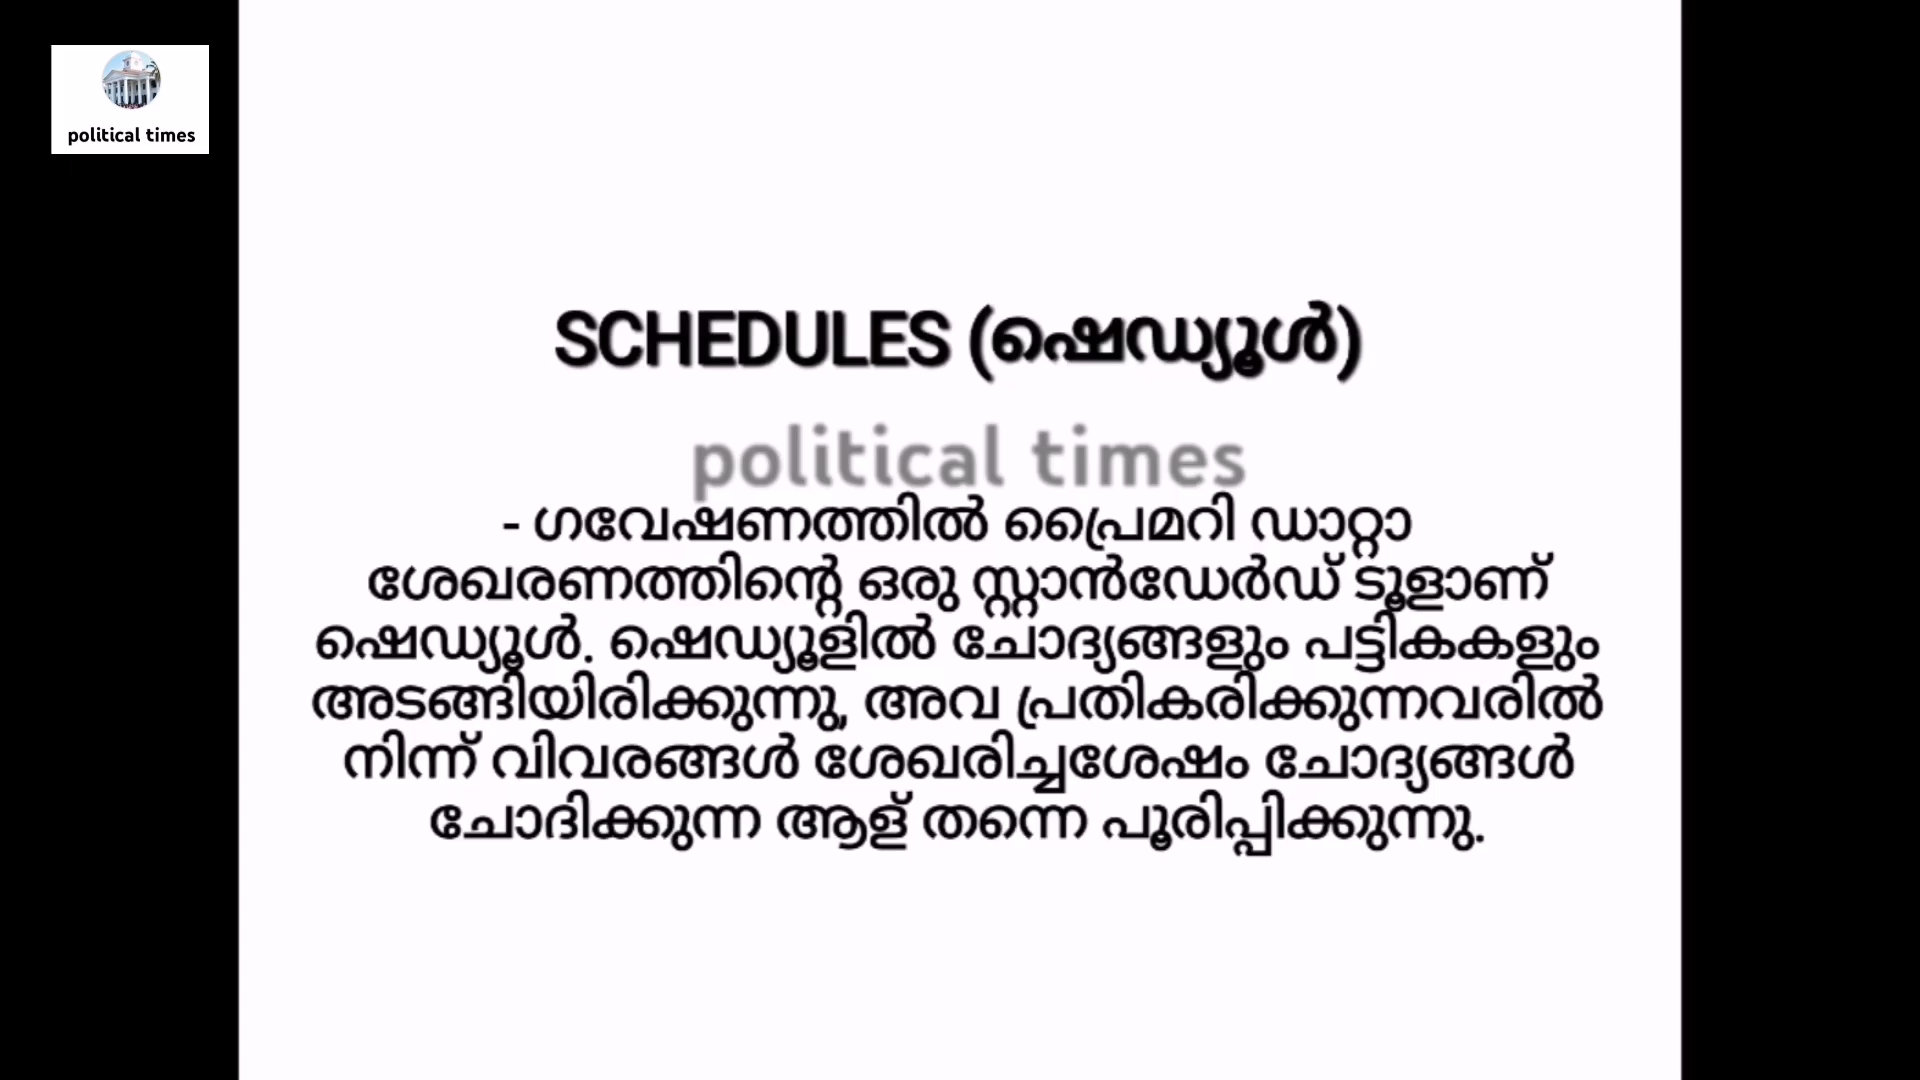 political times
SCHEDULES (ഷെഡ്യൂൾ)
political times
- ഗവേഷണത്തിൽ പ്രൈമറി ഡാറ്റാ
ശേഖരണത്തിന്റെ ഒരു സ്റ്റാൻഡേർഡ് ടൂളാണ്
ഷെഡ്യൂൾ. ഷെഡ്യൂളിൽ ചോദ്യങ്ങളും പട്ടികകളും
അടങ്ങിയിരിക്കുന്നു, അവ പ്രതികരിക്കുന്നവരിൽ
നിന്ന് വിവരങ്ങൾ ശേഖരിച്ചശേഷം ചോദ്യങ്ങൾ
ചോദിക്കുന്ന ആള് തന്നെ പൂരിപ്പിക്കുന്നു.